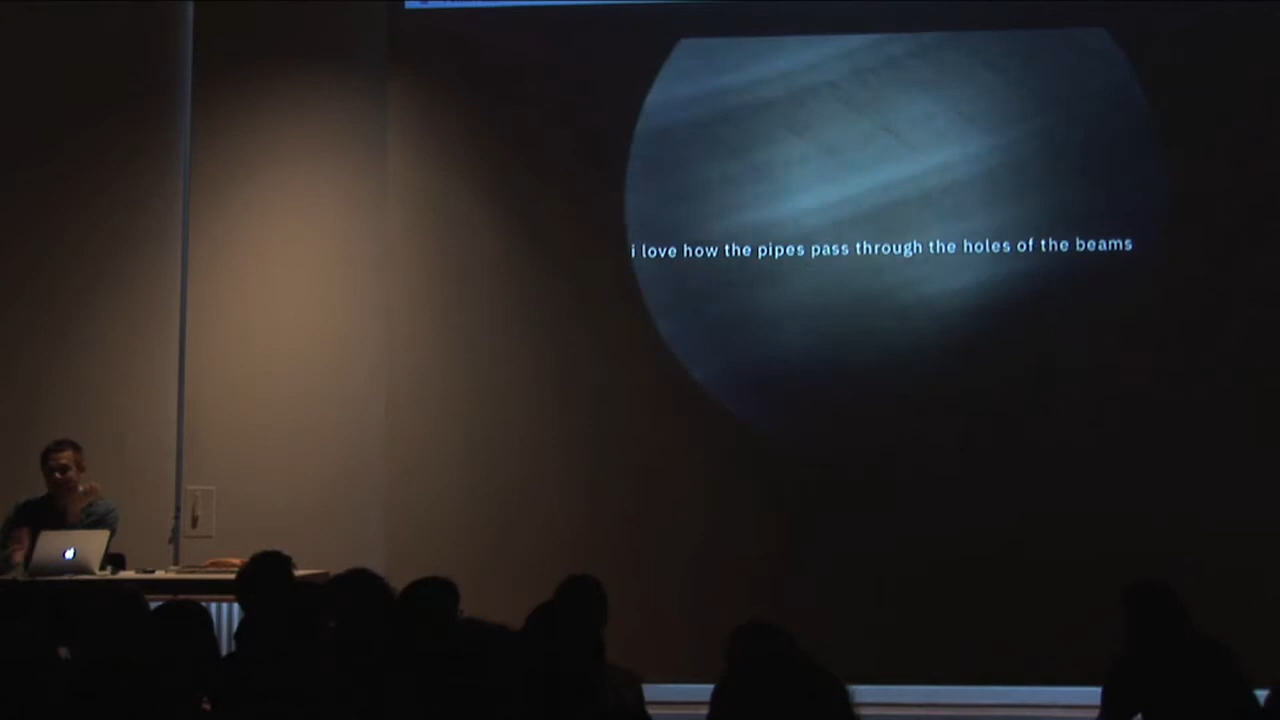 i love how the pipes pass through the holes of the beams